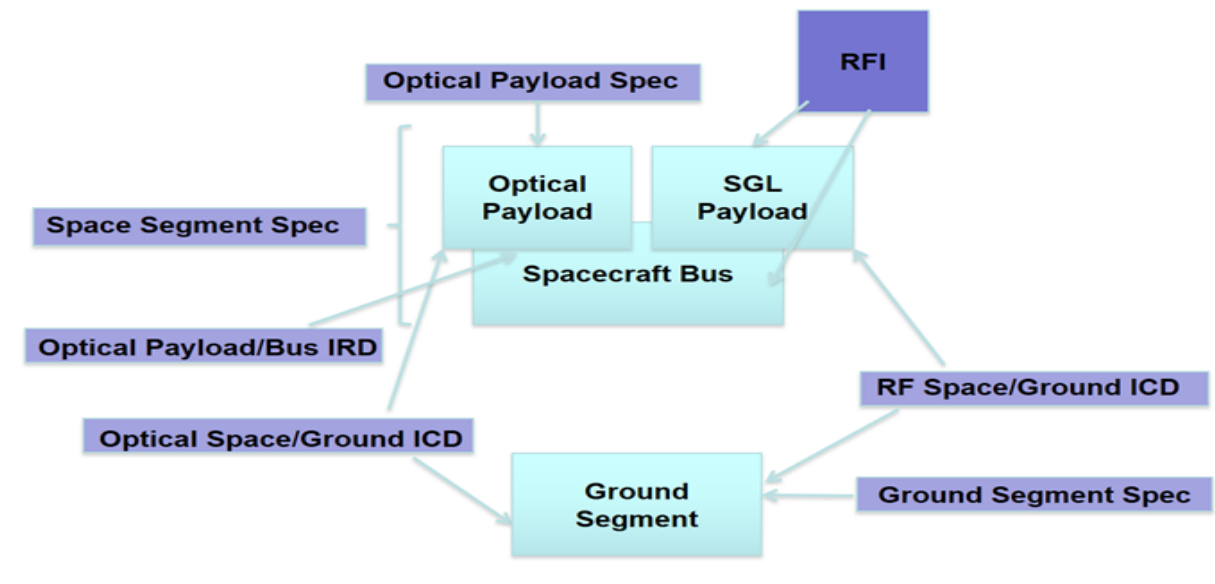 RFI
Optical Payload Spec
Optical
Payload
SGL
Payload
Space Segment Spec
Spacecraft Bus
Optical Payload/Bus IRD
RF Space/Ground ICD
Optical Space/Ground ICD
Ground
Segment
Ground Segment Spec